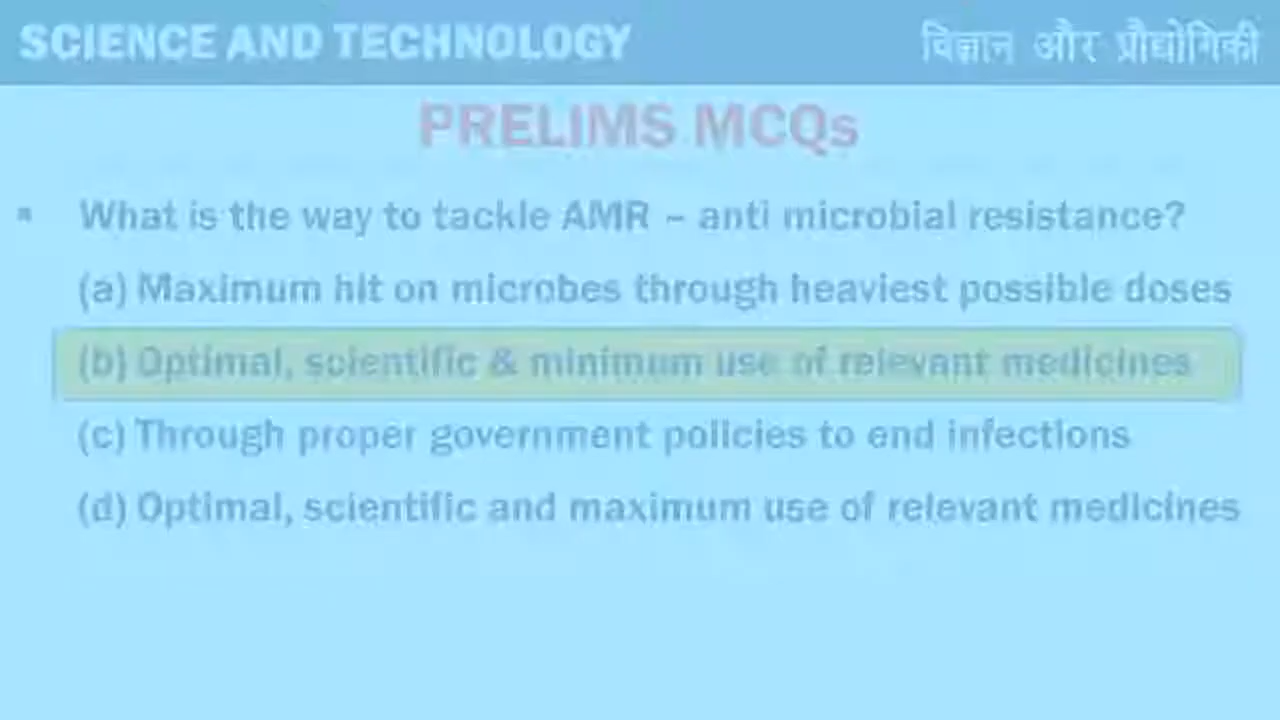 SCIENCE AND TECHNOLOGY
विज्ञान और प्रौद्योगिकी
PRELIMS MCQs
▪ What is the way to tackle AMR – anti microbial resistance?
(a) Maximum hit on microbes through heaviest possible doses
(b) Optimal, scientific & minimum use of relevant medicines
(c) Through proper government policies to end infections
(d) Optimal, scientific and maximum use of relevant medicines